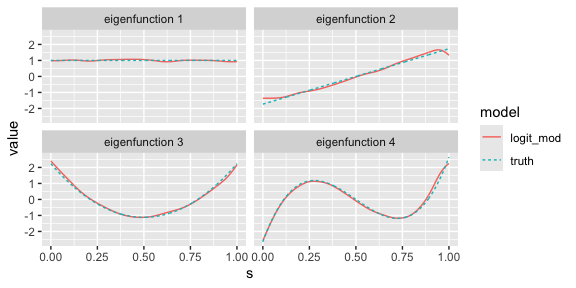 eigenfunction 1
eigenfunction 2
2
1
0
-1
-2
value
eigenfunction 3
eigenfunction 4
2
1
0
-1
-2
0.00 0.25 0.50 0.75 1.00
0.00 0.25 0.50 0.75 1.00
s
model
logit_mod
truth